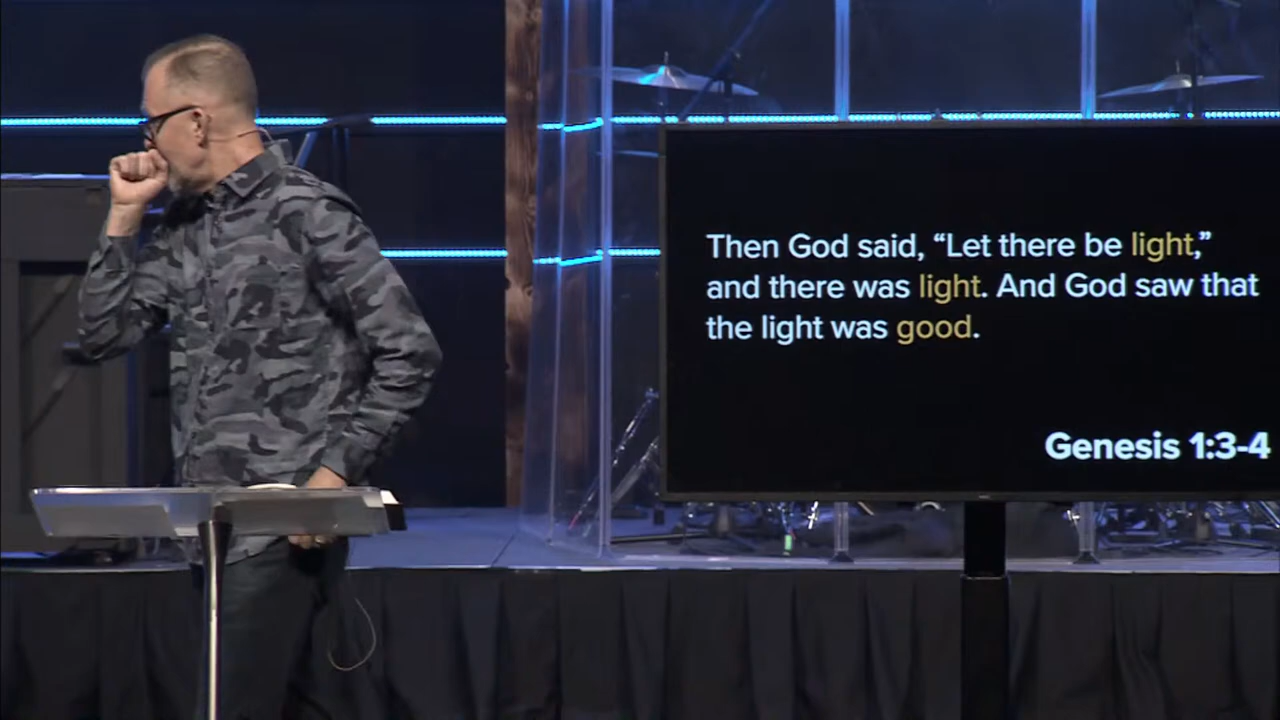 Then God said, “Let there be light,”
and there was light. And God saw that
the light was good.
Genesis 1:3-4